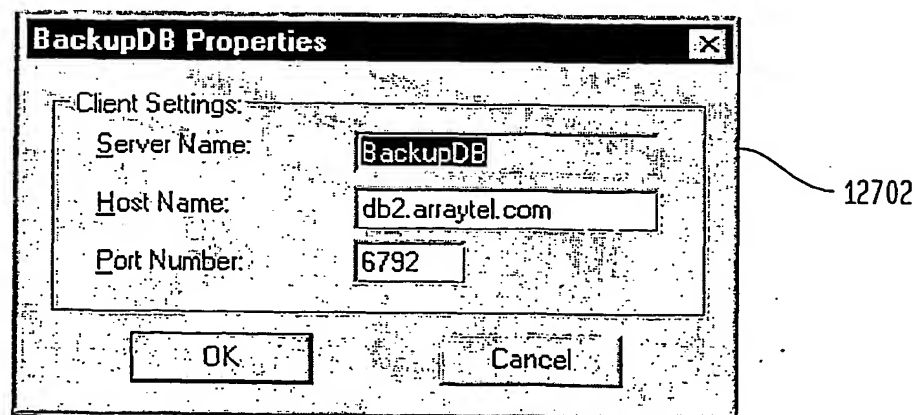 BackupDB Properties
Client Settings:
Server Name:
BackupDB
Host Name:
db2.arraytel.com
Port Number:
6792
OK
Cancel
12702